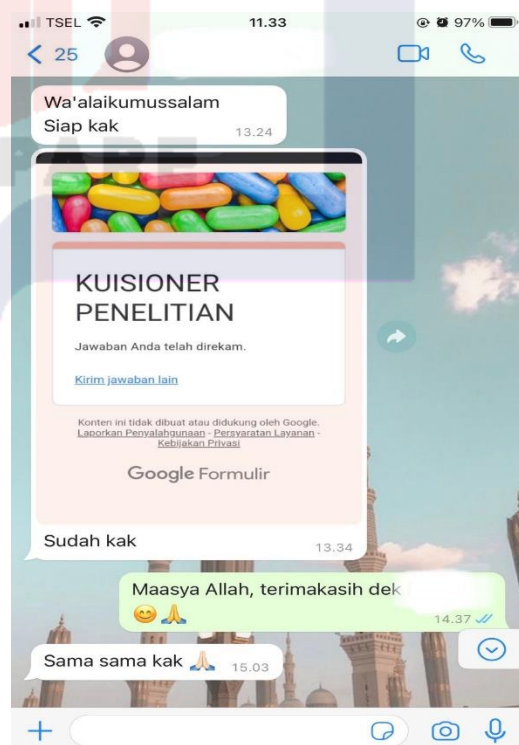 TSEL 11.33 97%
25
Wa'alaikumussalam
Siap kak
13.24
KUISIONER
PENELITIAN
Jawaban Anda telah direkam.
Kirim jawaban lain
Konten ini tidak dibuat atau didukung oleh Google.
Laporkan Penyalahgunaan - Persyaratan Layanan -
Kebijakan Privasi
Google Formulir
Sudah kak
13.34
Maasya Allah, terimakasih dek
😊🙏🏻
14.37
Sama sama kak 🙏🏻 15.03